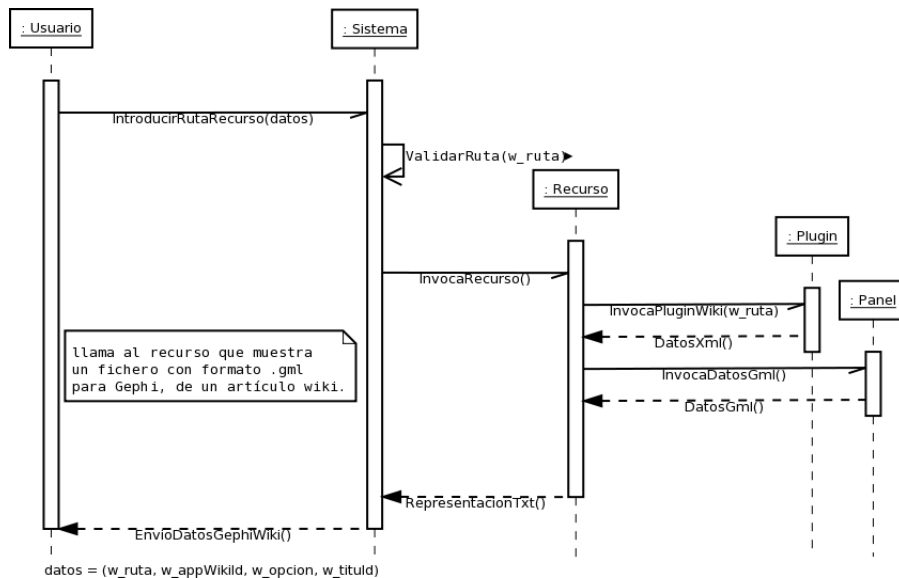 : Usuario
: Sistema
IntroducirRutaRecurso(datos)
ValidarRuta(w_ruta)
: Recurso
: Plugin
InvocaRecurso()
: Panel
InvocaPluginWiki(w_ruta)
DatosXml()
llama al recurso que muestra
un fichero con formato .gml
para Gephi, de un artículo wiki.
InvocaDatosGml()
DatosGml()
RepresentacionTxt()
EnvioDatosGephiWiki()
datos = (w_ruta, w_appWikiId, w_opcion, w_tituId)